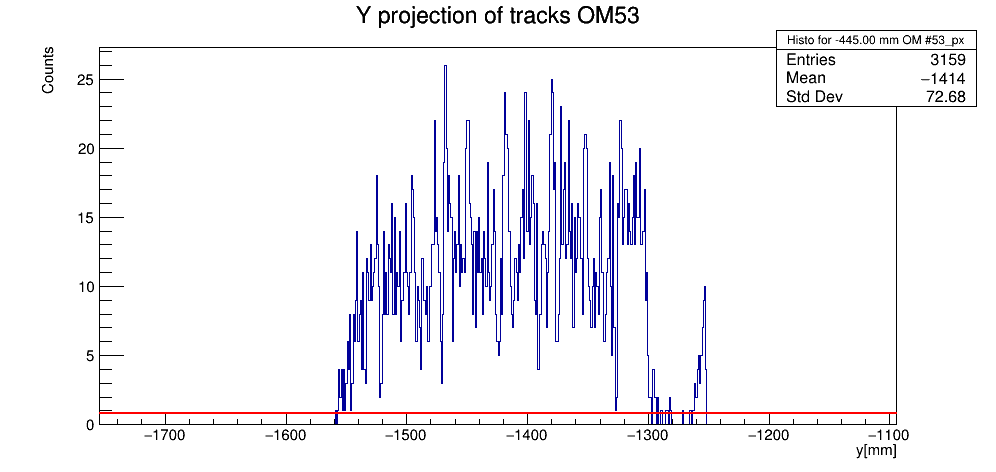 Y projection of tracks OM53
Histo for -445.00 mm OM #53_px
Entries 3159
Mean −1414
Std Dev 72.68
Counts
25
20
15
10
5
0
−1700 −1600 −1500 −1400 −1300 −1200 −1100
y[mm]